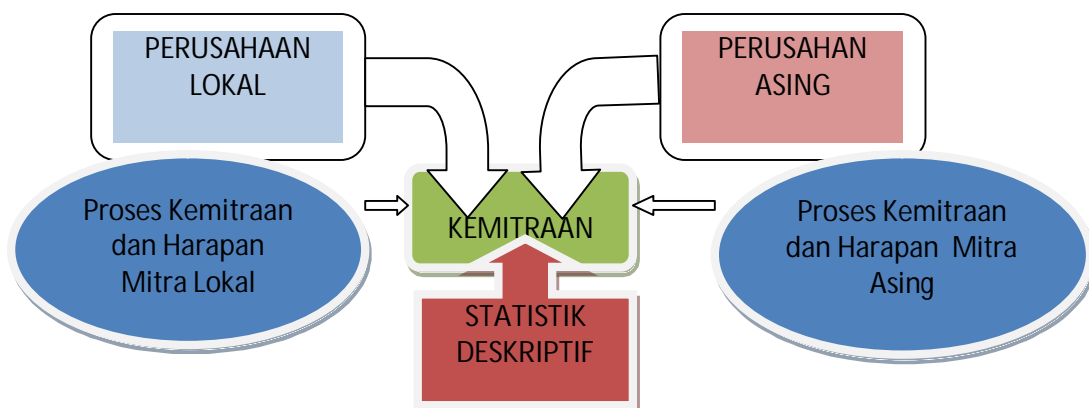 PERUSAHAAN
LOKAL
PERUSAHAN
ASING
Proses Kemitraan
dan Harapan
Mitra Lokal
KEMITRAAN
Proses Kemitraan
dan Harapan Mitra
Asing
STATISTIK
DESKRIPTIF